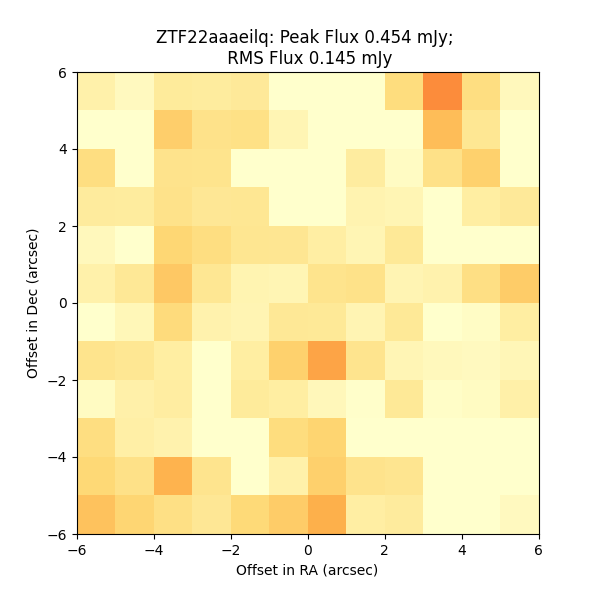 ZTF22aaaeilq: Peak Flux 0.454 mJy;
RMS Flux 0.145 mJy
6
4
2
0
−2
−4
−6
Offset in Dec (arcsec)
−6 −4 −2 0 2 4 6
Offset in RA (arcsec)